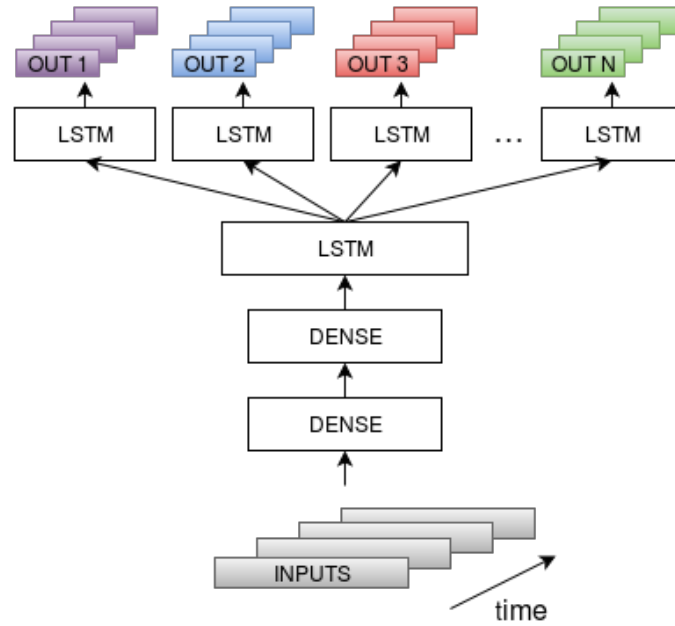 OUT 1 OUT 2 OUT 3 OUT N
LSTM LSTM LSTM ... LSTM
LSTM
DENSE
DENSE
INPUTS
time